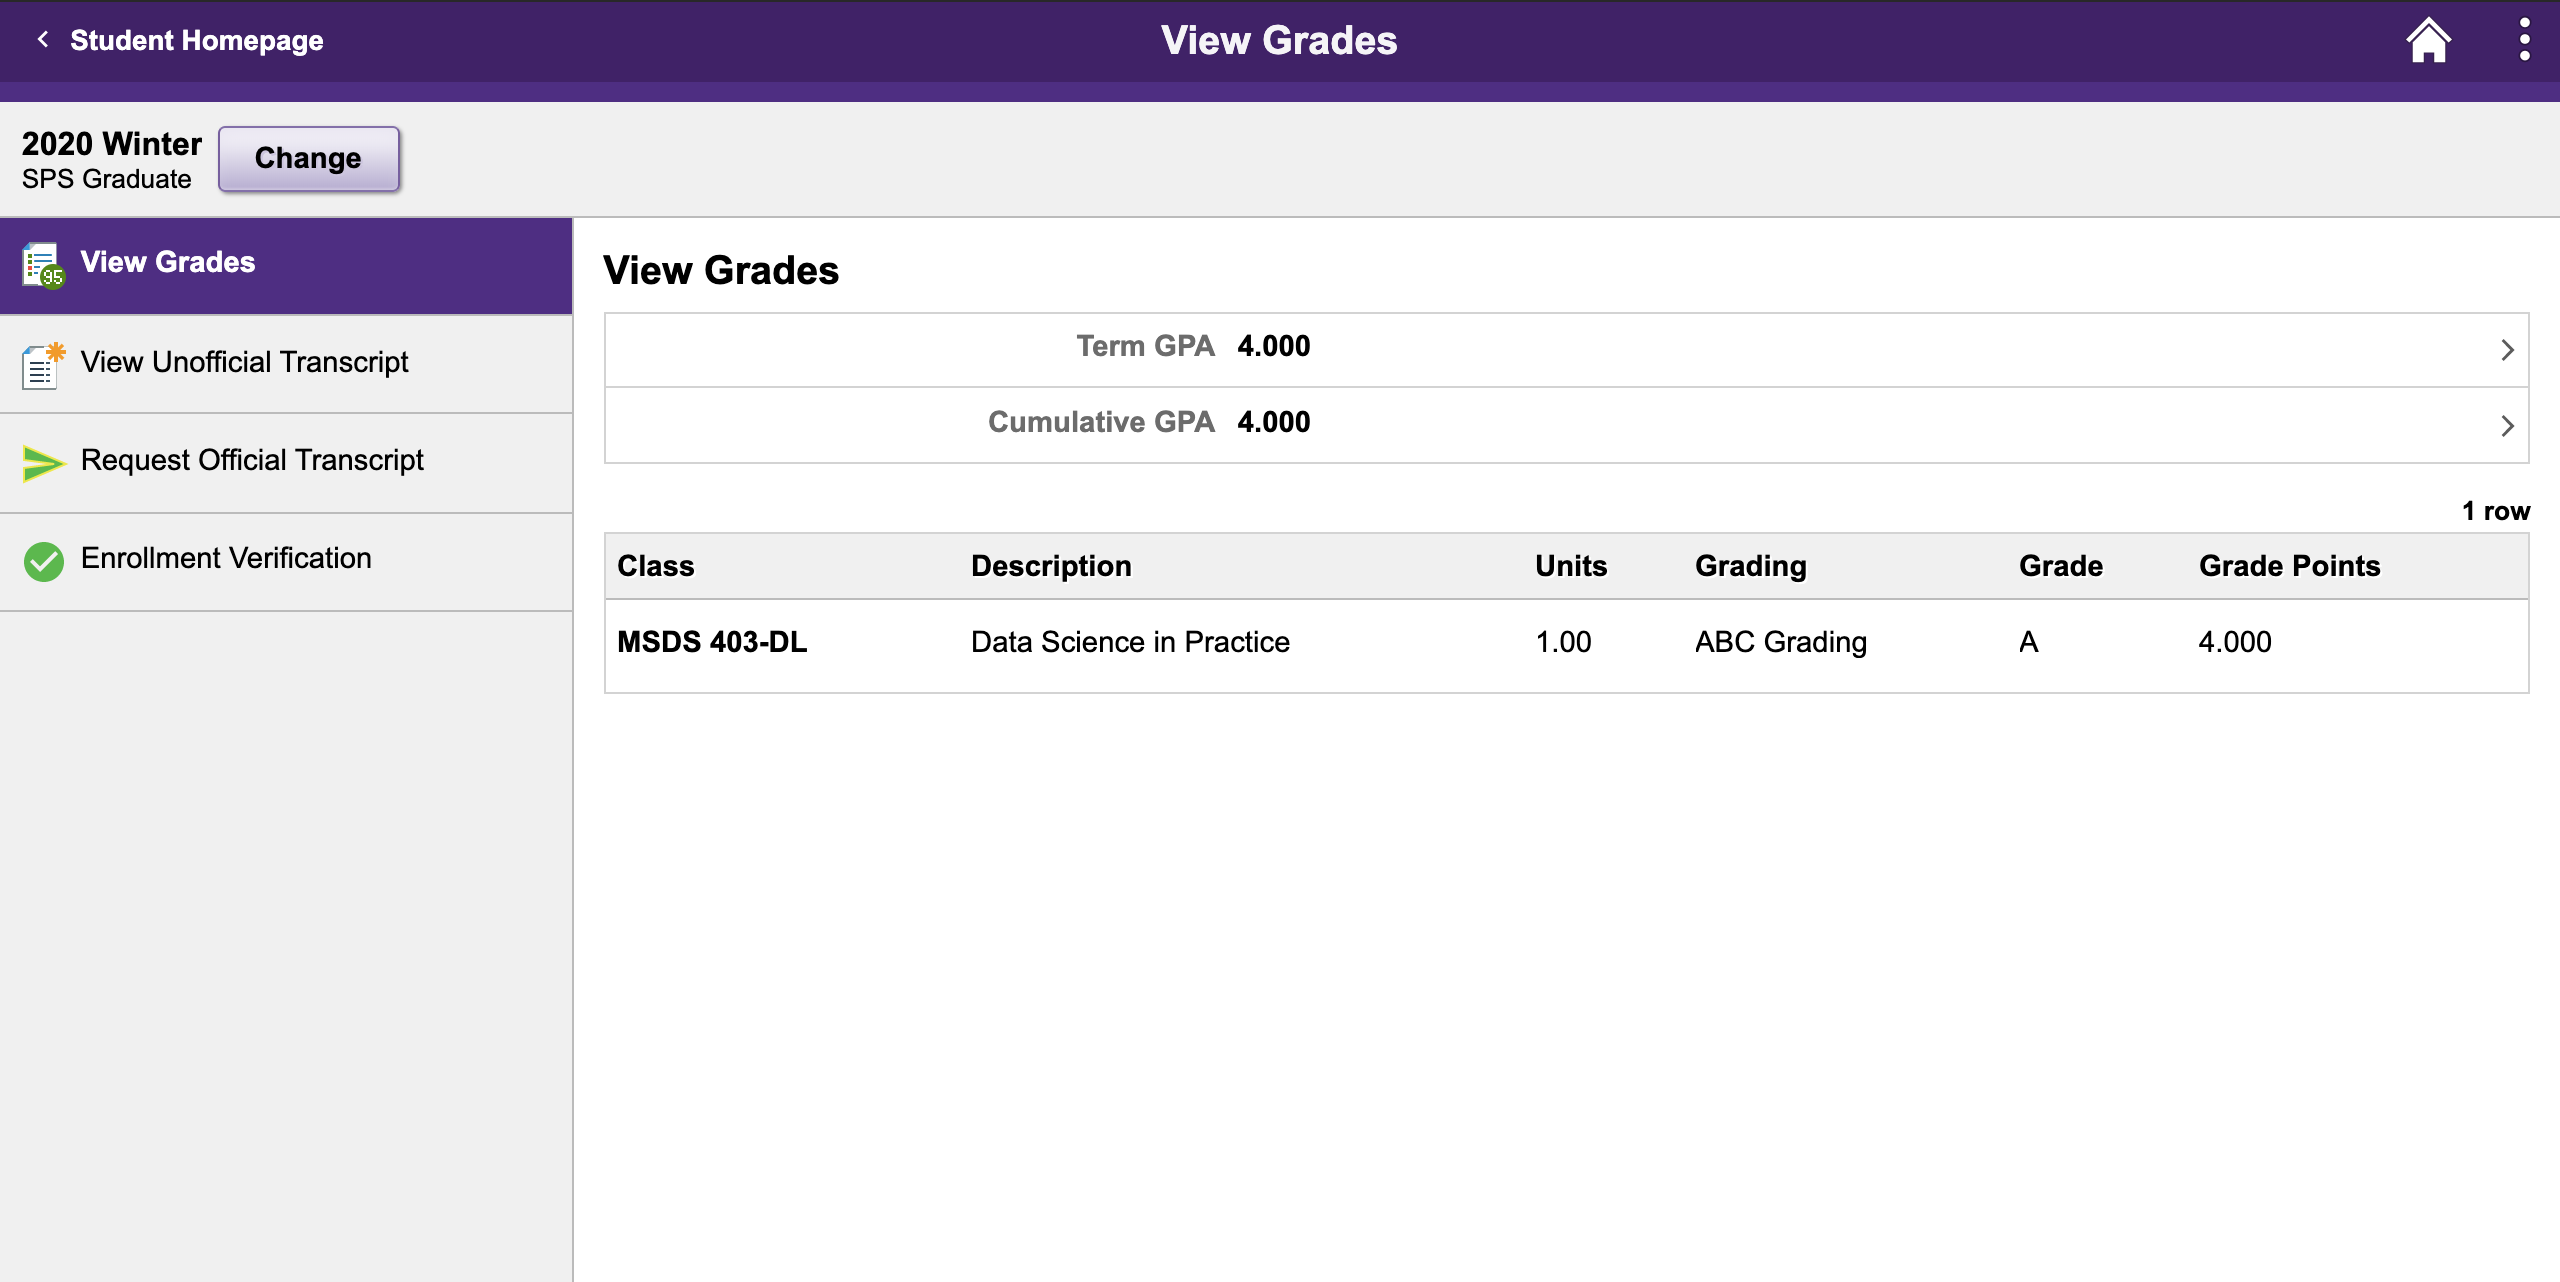 Student Homepage
View Grades
2020 Winter
SPS Graduate
Change
95
View Grades
View Unofficial Transcript
Request Official Transcript
Enrollment Verification
View Grades
Term GPA 4.000
Cumulative GPA 4.000
1 row
Class Description Units Grading Grade Grade Points
MSDS 403-DL Data Science in Practice 1.00 ABC Grading A 4.000